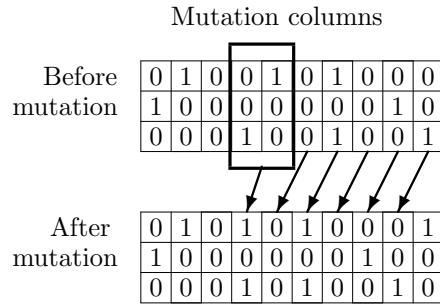 Mutation columns
Before
mutation
0 1 0 0 1 0 1 0 0 0
1 0 0 0 0 0 0 0 1 0
0 0 0 1 0 0 1 0 0 1
After
mutation
0 1 0 1 0 1 0 0 0 1
1 0 0 0 0 0 0 1 0 0
0 0 0 1 0 1 0 0 1 0